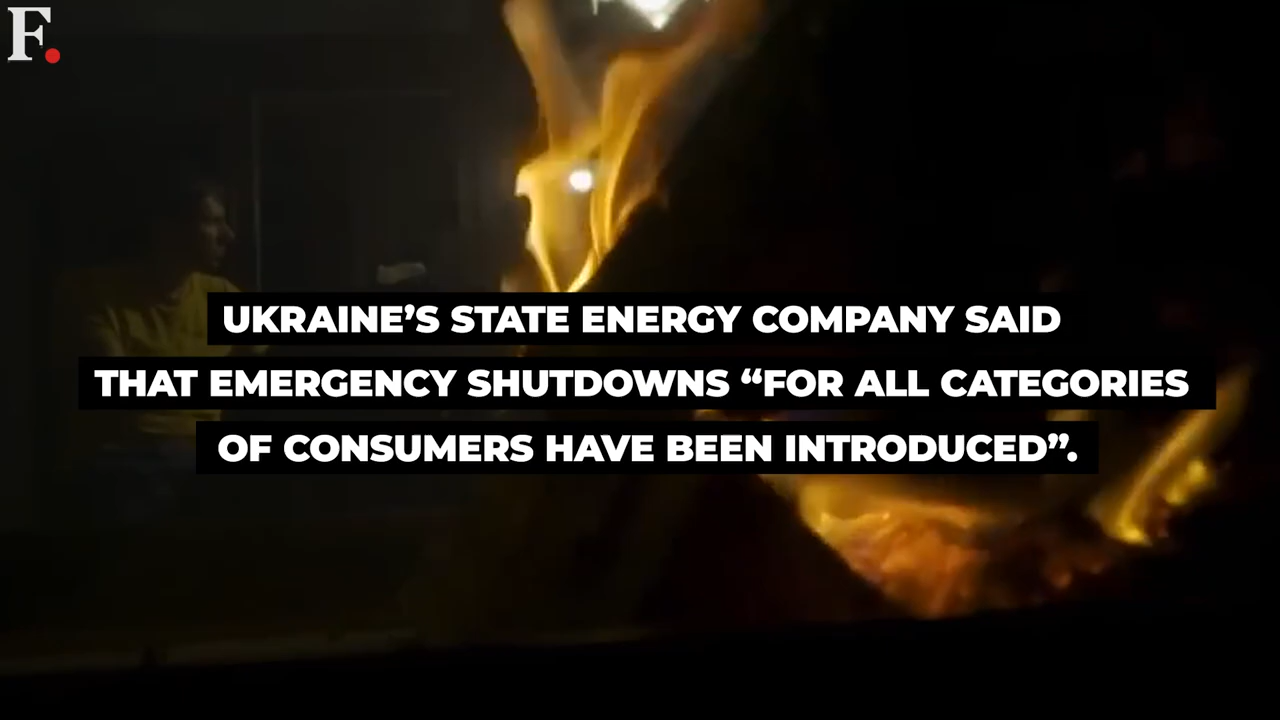 F.
UKRAINE’S STATE ENERGY COMPANY SAID
THAT EMERGENCY SHUTDOWNS “FOR ALL CATEGORIES
OF CONSUMERS HAVE BEEN INTRODUCED”.